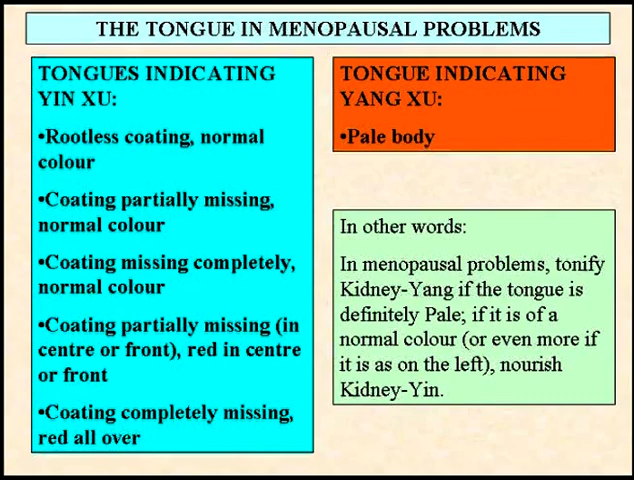 THE TONGUE IN MENOPAUSAL PROBLEMS
TONGUES INDICATING
YIN XU:
•Rootless coating, normal
colour
•Coating partially missing,
normal colour
•Coating missing completely,
normal colour
•Coating partially missing (in
centre or front), red in centre
or front
•Coating completely missing,
red all over
TONGUE INDICATING
YANG XU:
•Pale body
In other words:
In menopausal problems, tonify
Kidney-Yang if the tongue is
definitely Pale; if it is of a
normal colour (or even more if
it is as on the left), nourish
Kidney-Yin.